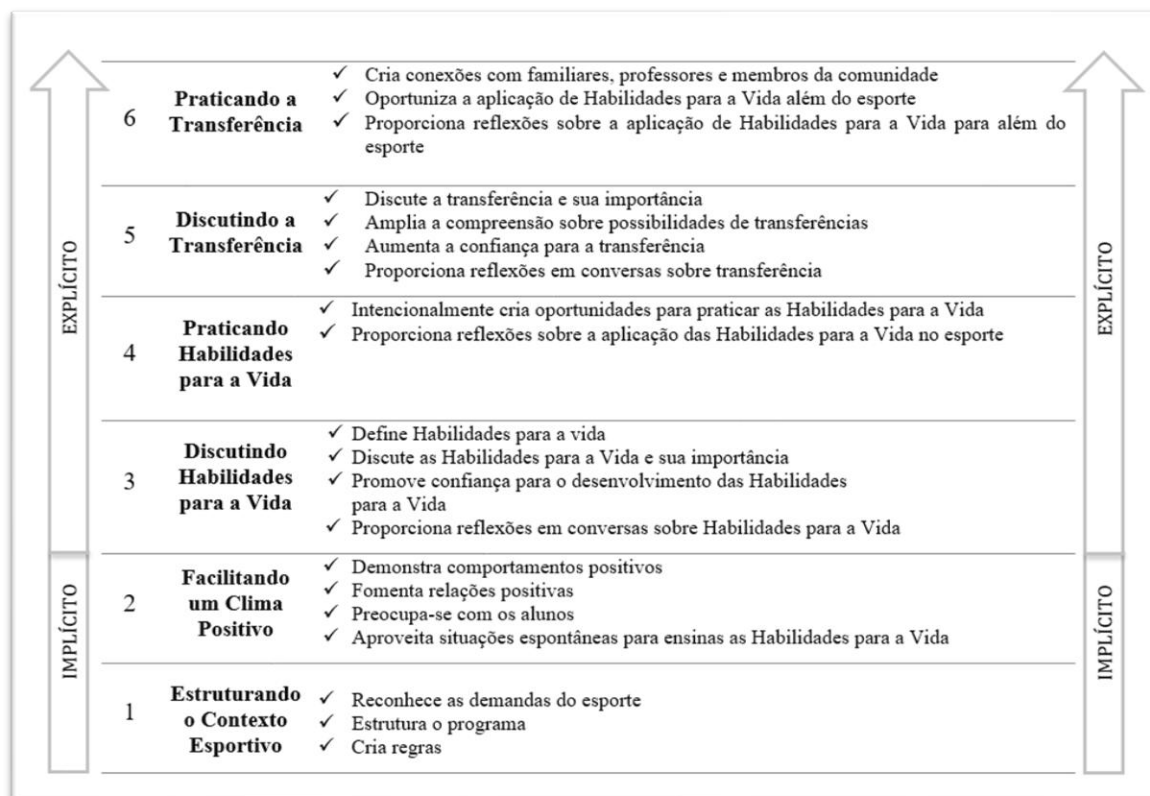 EXPLÍCITO
IMPLÍCITO
6
Praticando a
Transferência
✓ Cria conexões com familiares, professores e membros da comunidade
✓ Oportuniza a aplicação de Habilidades para a Vida além do esporte
✓ Proporciona reflexões sobre a aplicação de Habilidades para a Vida para além do
esporte
5
Discutindo a
Transferência
✓ Discute a transferência e sua importância
✓ Amplia a compreensão sobre possibilidades de transferências
✓ Aumenta a confiança para a transferência
✓ Proporciona reflexões em conversas sobre transferência
4
Praticando
Habilidades
para a Vida
✓ Intencionalmente cria oportunidades para praticar as Habilidades para a Vida
✓ Proporciona reflexões sobre a aplicação das Habilidades para a Vida no esporte
3
Discutindo
Habilidades
para a Vida
✓ Define Habilidades para a vida
✓ Discute as Habilidades para a Vida e sua importância
✓ Promove confiança para o desenvolvimento das Habilidades
para a Vida
✓ Proporciona reflexões em conversas sobre Habilidades para a Vida
2
Facilitando
um Clima
Positivo
✓ Demonstra comportamentos positivos
✓ Fomenta relações positivas
✓ Preocupa-se com os alunos
✓ Aproveita situações espontâneas para ensinas as Habilidades para a Vida
1
Estruturando
o Contexto
Esportivo
✓ Reconhece as demandas do esporte
✓ Estrutura o programa
✓ Cria regras
EXPLÍCITO
IMPLÍCITO